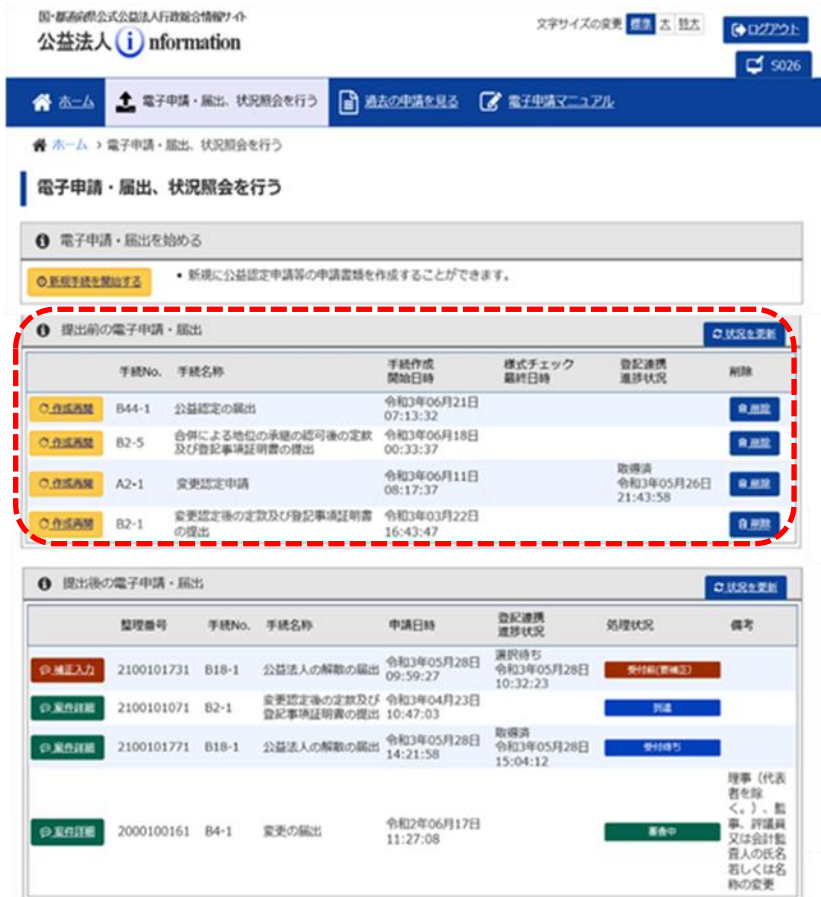 国・都道府県公式公益法人行政総合情報サイト
公益法人 i nformation
文字サイズの変更 標準 大 特大
ログアウト
S026
ホーム 電子申請・届出、状況照会を行う 過去の申請を見る 電子申請マニュアル
ホーム > 電子申請・届出、状況照会を行う
電子申請・届出、状況照会を行う
電子申請・届出を始める
新規手続を開始する
• 新規に公益認定申請等の申請書類を作成することができます。
提出前の電子申請・届出
状況を更新
手続No. 手続名称 手続作成 開始日時 様式チェック 最終日時 登記連携 進捗状況 削除
作成再開 B44-1 公益認定の届出 令和3年06月21日 07:13:32 削除
作成再開 B2-5 合併による地位の承継の認可後の定款 令和3年06月18日 削除
及び登記事項証明書の提出 00:33:37
作成再開 A2-1 変更認定申請 令和3年06月11日 08:17:37 取得済 令和3年05月26日 21:43:58 削除
作成再開 B2-1 変更認定後の定款及び登記事項証明書 令和3年03月22日 削除
の提出 16:43:47
提出後の電子申請・届出
状況を更新
整理番号 手続No. 手続名称 申請日時 登記連携 進捗状況 処理状況 備考
補正入力 2100101731 B18-1 公益法人の解散の届出 令和3年05月28日 09:59:27 選択待ち 令和3年05月28日 10:32:23 受付前(要補正)
案件詳細 2100101071 B2-1 変更認定後の定款及び 令和3年04月23日 到達
登記事項証明書の提出 10:47:03
案件詳細 2100101771 B18-1 公益法人の解散の届出 令和3年05月28日 14:21:58 取得済 令和3年05月28日 15:04:12 受付待ち
案件詳細 2000100161 B4-1 変更の届出 令和2年06月17日 11:27:08 審査中
理事（代表
者を除
く。）、監
事、評議員
又は会計監
査人の氏名
若しくは名
称の変更